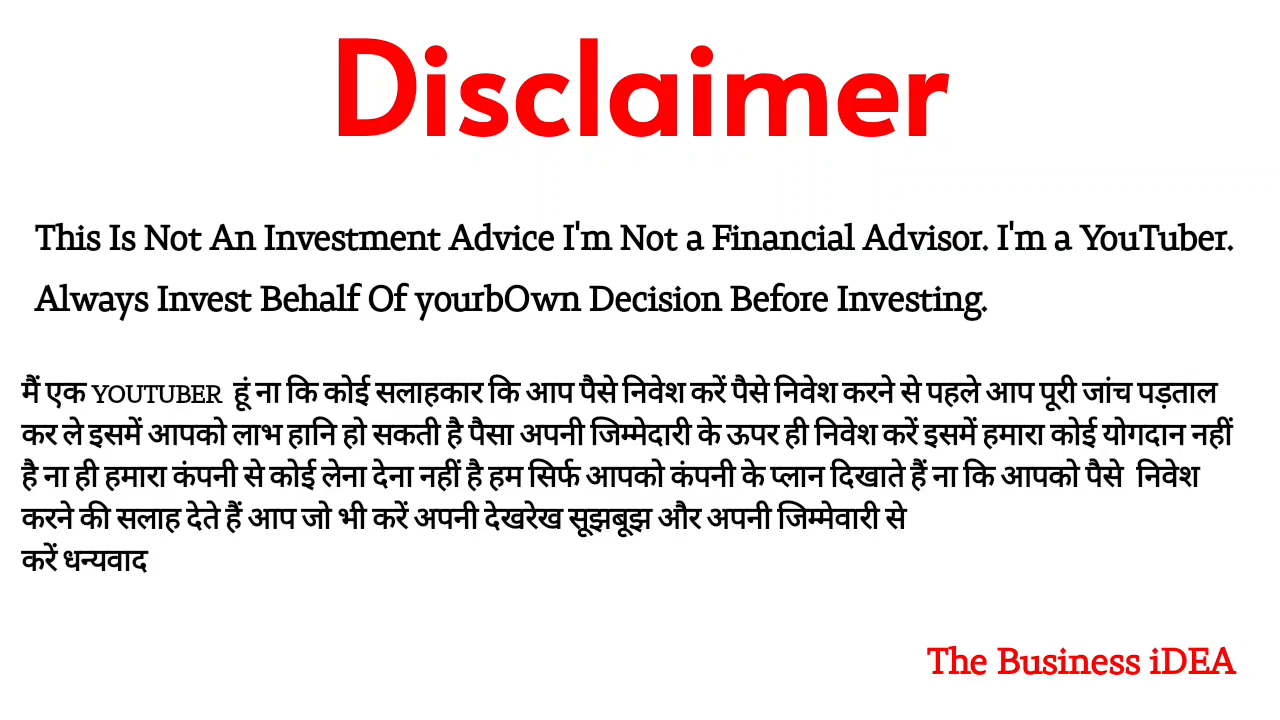 Disclaimer
This Is Not An Investment Advice I'm Not a Financial Advisor. I'm a YouTuber.
Always Invest Behalf Of yourbOwn Decision Before Investing.
मैं एक YOUTUBER हूं ना कि कोई सलाहकार कि आप पैसे निवेश करें पैसे निवेश करने से पहले आप पूरी जांच पड़ताल
कर ले इसमें आपको लाभ हानि हो सकती है पैसा अपनी जिम्मेदारी के ऊपर ही निवेश करें इसमें हमारा कोई योगदान नहीं
है ना ही हमारा कंपनी से कोई लेना देना नहीं है हम सिर्फ आपको कंपनी के प्लान दिखाते हैं ना कि आपको पैसे निवेश
करने की सलाह देते हैं आप जो भी करें अपनी देखरेख सूझबूझ और अपनी जिम्मेवारी से
करें धन्यवाद
The Business iDEA